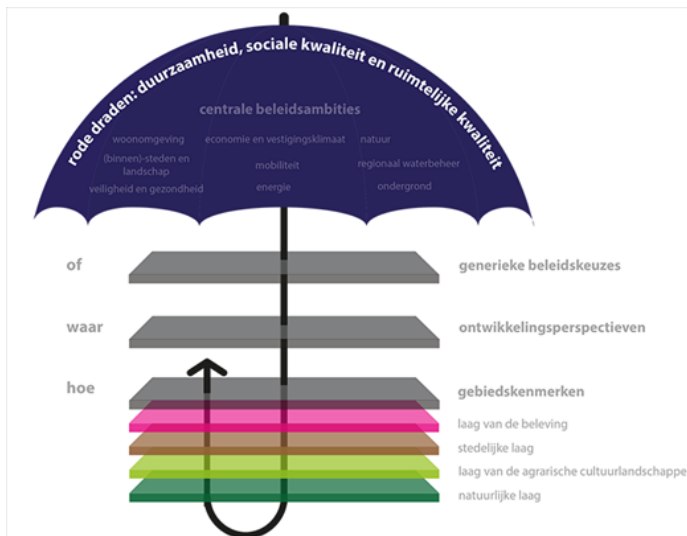 rode draden: duurzaamheid, sociale kwaliteit en ruimtelijke kwaliteit
centrale beleidsambities
woonomgeving
economie en vestigingsklimaat
natuur
(binnen)-steden en
landschap
mobiliteit
regionaal waterbeheer
veiligheid en gezondheid
energie
ondergrond
of
generieke beleidskeuzes
waar
ontwikkelingsperspectieven
hoe
gebiedskenmerken
laag van de beleving
stedelijke laag
laag van de agrarische cultuurlandschappe
natuurlijke laag